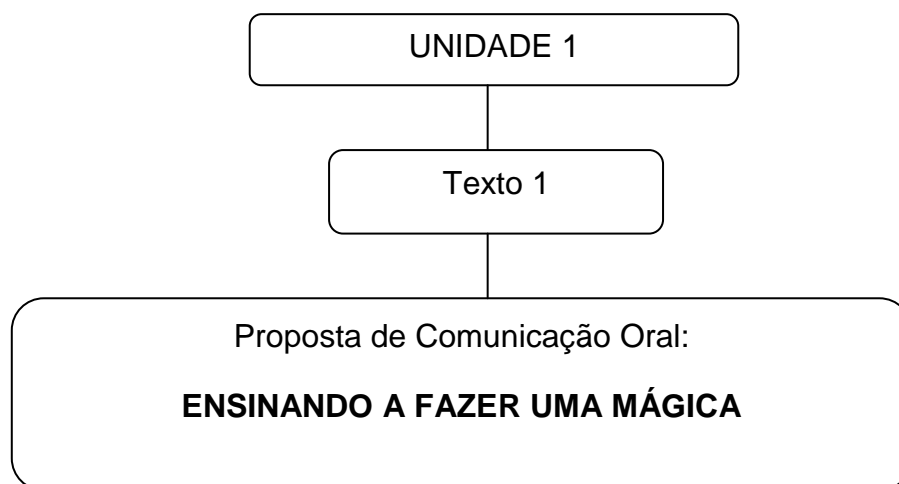 UNIDADE 1
Texto 1
Proposta de Comunicação Oral:
ENSINANDO A FAZER UMA MÁGICA